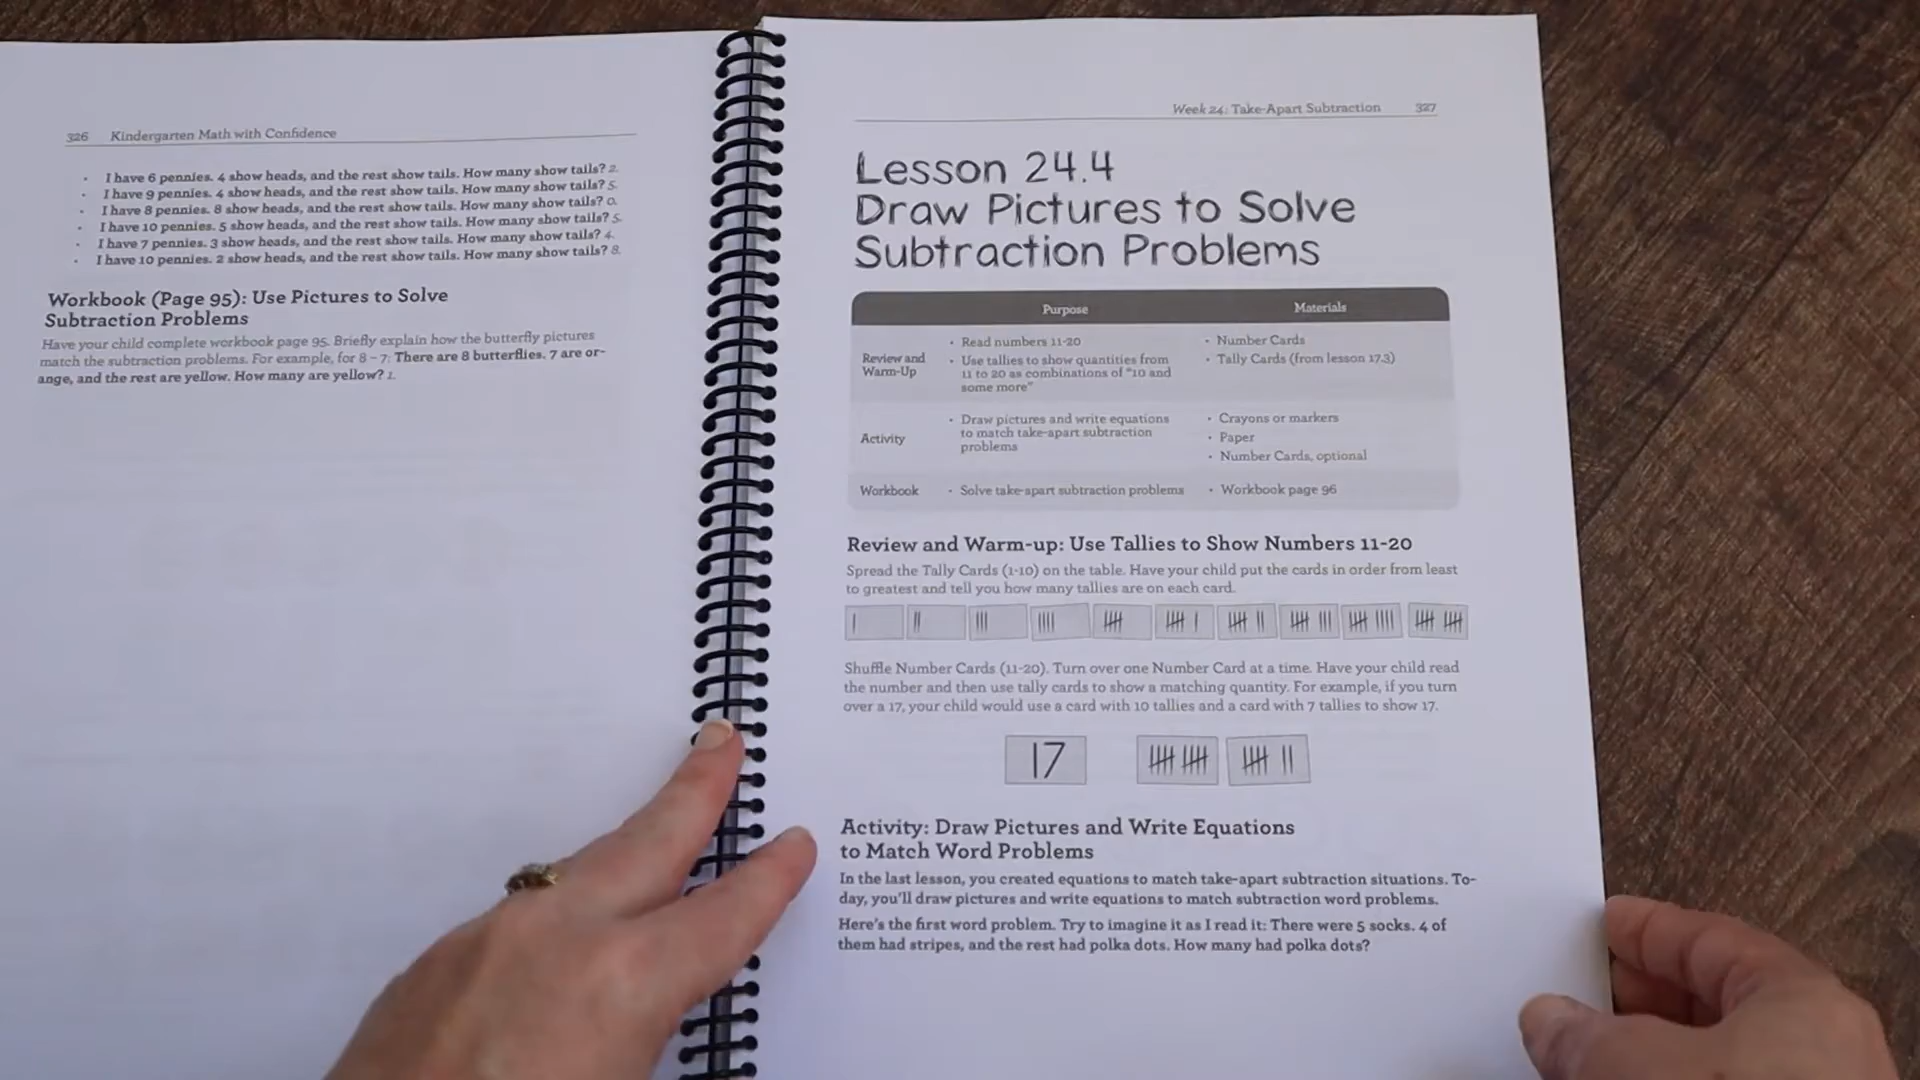 326 Kindergarten Math with Confidence
• I have 6 pennies. 4 show heads, and the rest show tails. How many show tails? 2.
• I have 9 pennies. 4 show heads, and the rest show tails. How many show tails? 5.
• I have 8 pennies. 8 show heads, and the rest show tails. How many show tails? 0.
• I have 10 pennies. 5 show heads, and the rest show tails. How many show tails? 5.
• I have 7 pennies. 3 show heads, and the rest show tails. How many show tails? 4.
• I have 10 pennies. 2 show heads, and the rest show tails. How many show tails? 8.
Workbook (Page 95): Use Pictures to Solve
Subtraction Problems
Have your child complete workbook page 95. Briefly explain how the butterfly pictures
match the subtraction problems. For example, for 8 – 7: There are 8 butterflies. 7 are or-
ange, and the rest are yellow. How many are yellow? 1.
Week 24: Take-Apart Subtraction 327
Lesson 24.4
Draw Pictures to Solve
Subtraction Problems
Purpose Materials
Review and
Warm-Up
• Read numbers 11-20
• Use tallies to show quantities from
11 to 20 as combinations of "10 and
some more"
• Number Cards
• Tally Cards (from lesson 17.3)
Activity
• Draw pictures and write equations
to match take-apart subtraction
problems
• Crayons or markers
• Paper
• Number Cards, optional
Workbook
• Solve take-apart subtraction problems
• Workbook page 96
Review and Warm-up: Use Tallies to Show Numbers 11-20
Spread the Tally Cards (1-10) on the table. Have your child put the cards in order from least
to greatest and tell you how many tallies are on each card.
Shuffle Number Cards (11-20). Turn over one Number Card at a time. Have your child read
the number and then use tally cards to show a matching quantity. For example, if you turn
over a 17, your child would use a card with 10 tallies and a card with 7 tallies to show 17.
17
Activity: Draw Pictures and Write Equations
to Match Word Problems
In the last lesson, you created equations to match take-apart subtraction situations. To-
day, you'll draw pictures and write equations to match subtraction word problems.
Here's the first word problem. Try to imagine it as I read it: There were 5 socks. 4 of
them had stripes, and the rest had polka dots. How many had polka dots?